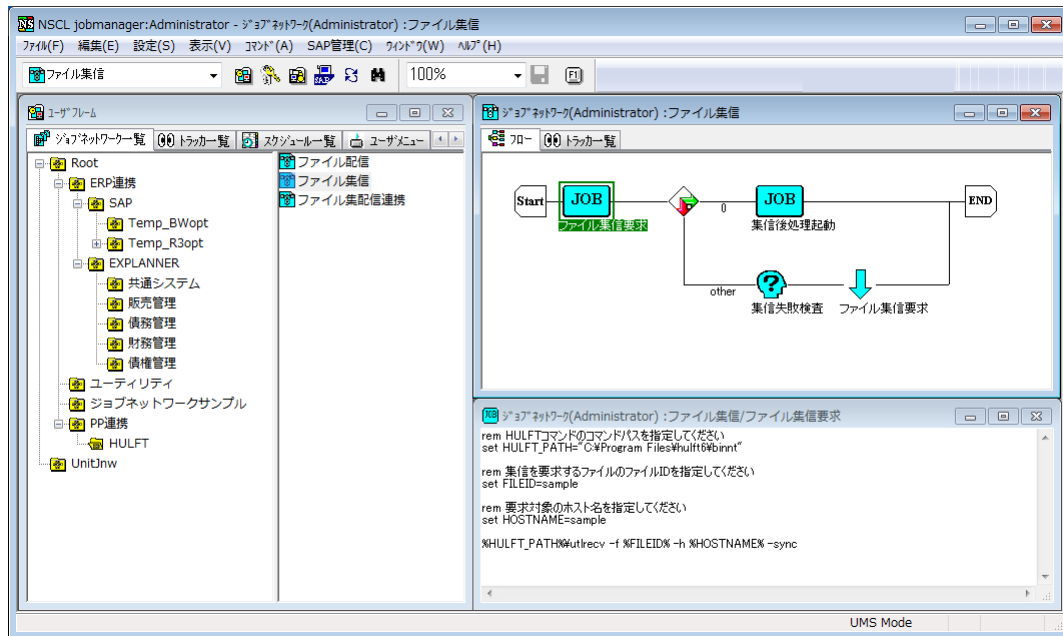 NSCL jobmanager:Administrator - ｼﾞｮﾌﾞﾈｯﾄﾜｰｸ(Administrator) :ファイル集信
ﾌｧｲﾙ(F) 編集(E) 設定(S) 表示(V) ｺﾏﾝﾄﾞ(A) SAP管理(C) ｳｨﾝﾄﾞｳ(W) ﾍﾙﾌﾟ(H)
ファイル集信
SAP
100%
F1
ﾕｰｻﾞﾌﾚｰﾑ
ｼﾞｮﾌﾞﾈｯﾄﾜｰｸ一覧 ﾄﾗｯｶｰ一覧 ｽｹｼﾞｭｰﾙ一覧 ﾕｰｻﾞﾒﾆｭｰ
Root
ERP連携
SAP
Temp_BWopt
Temp_R3opt
EXPLANNER
共通システム
販売管理
債務管理
財務管理
債権管理
ユーティリティ
ジョブネットワークサンプル
PP連携
HULFT
UnitJnw
ファイル配信
ファイル集信
ファイル集配信連携
ｼﾞｮﾌﾞﾈｯﾄﾜｰｸ(Administrator) :ファイル集信
ﾌﾛｰ ﾄﾗｯｶｰ一覧
Start
JOB
ファイル集信要求
0
JOB
集信後処理起動
END
other
?
集信失敗検査
ファイル集信要求
JOB
ｼﾞｮﾌﾞﾈｯﾄﾜｰｸ(Administrator) :ファイル集信/ファイル集信要求
rem HULFTコマンドのコマンドパスを指定してください
set HULFT_PATH="C:¥Program Files¥hulft6¥binnt"
rem 集信を要求するファイルのファイルIDを指定してください
set FILEID=sample
rem 要求対象のホスト名を指定してください
set HOSTNAME=sample
%HULFT_PATH%¥utlrecv -f %FILEID% -h %HOSTNAME% -sync
UMS Mode